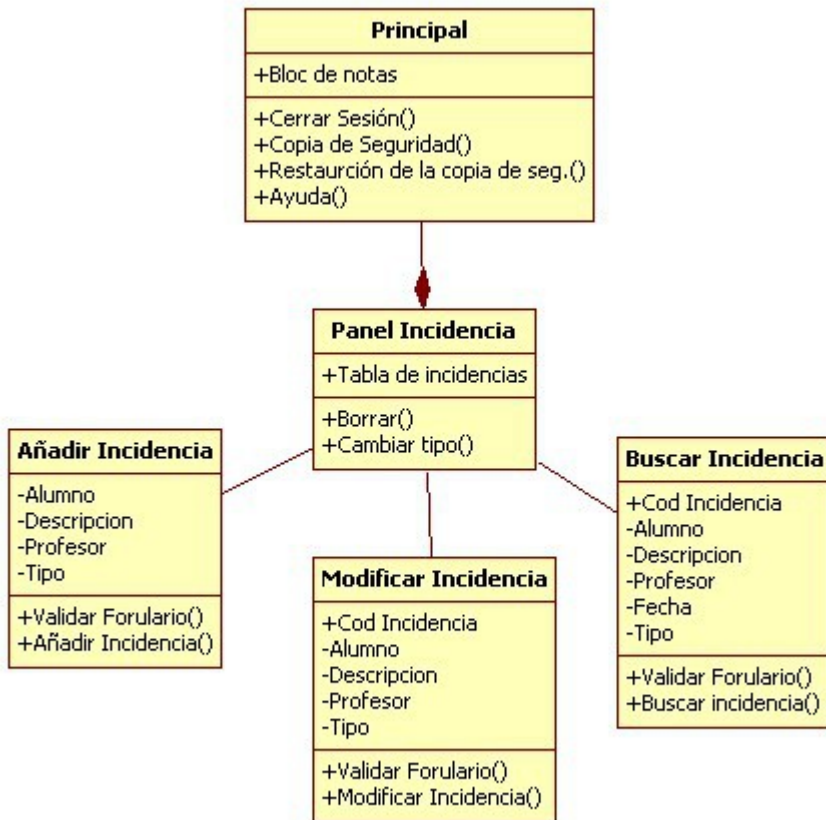 Principal
+Bloc de notas
+Cerrar Sesión()
+Copia de Seguridad()
+Restaurción de la copia de seg.()
+Ayuda()
Panel Incidencia
+Tabla de incidencias
+Borrar()
+Cambiar tipo()
Añadir Incidencia
-Alumno
-Descripcion
-Profesor
-Tipo
+Validar Forulario()
+Añadir Incidencia()
Modificar Incidencia
+Cod Incidencia
-Alumno
-Descripcion
-Profesor
-Tipo
+Validar Forulario()
+Modificar Incidencia()
Buscar Incidencia
+Cod Incidencia
-Alumno
-Descripcion
-Profesor
-Fecha
-Tipo
+Validar Forulario()
+Buscar incidencia()